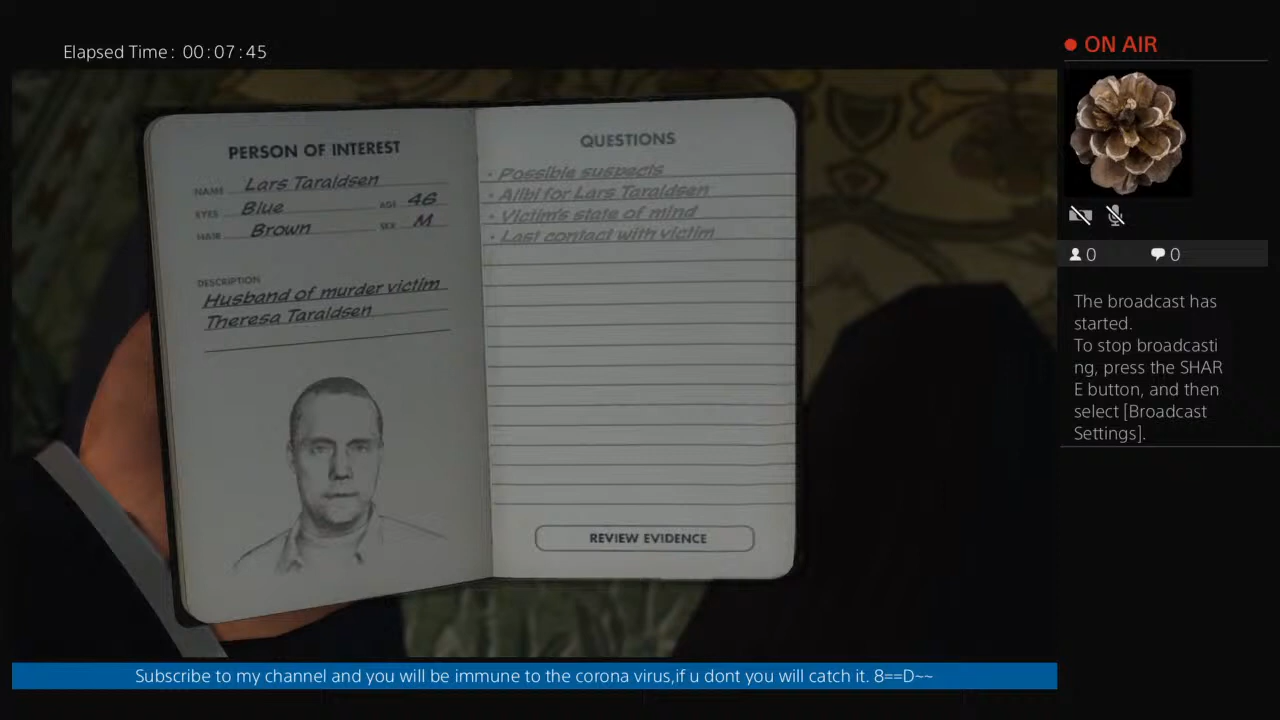 Elapsed Time: 00:07:45
ON AIR
PERSON OF INTEREST
NAME Lars Taraldsen
EYES Blue AGE 46
HAIR Brown SEX M
DESCRIPTION
Husband of murder victim
Theresa Taraldsen
QUESTIONS
• Possible suspects
• Alibi for Lars Taraldsen
• Victim's state of mind
• Last contact with victim
REVIEW EVIDENCE
0 0
The broadcast has
started.
To stop broadcasti
ng, press the SHAR
E button, and then
select [Broadcast
Settings].
Subscribe to my channel and you will be immune to the corona virus,if u dont you will catch it. 8==D~~